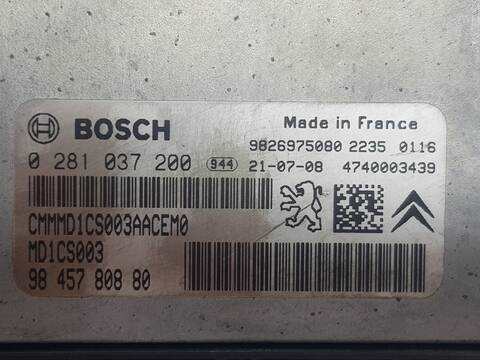 BOSCH
Made in France
9826975080 2235 0116
0 281 037 200 944 21-07-08 4740003439
CMMMD1CS003AACEM0
MD1CS003
98 457 808 80